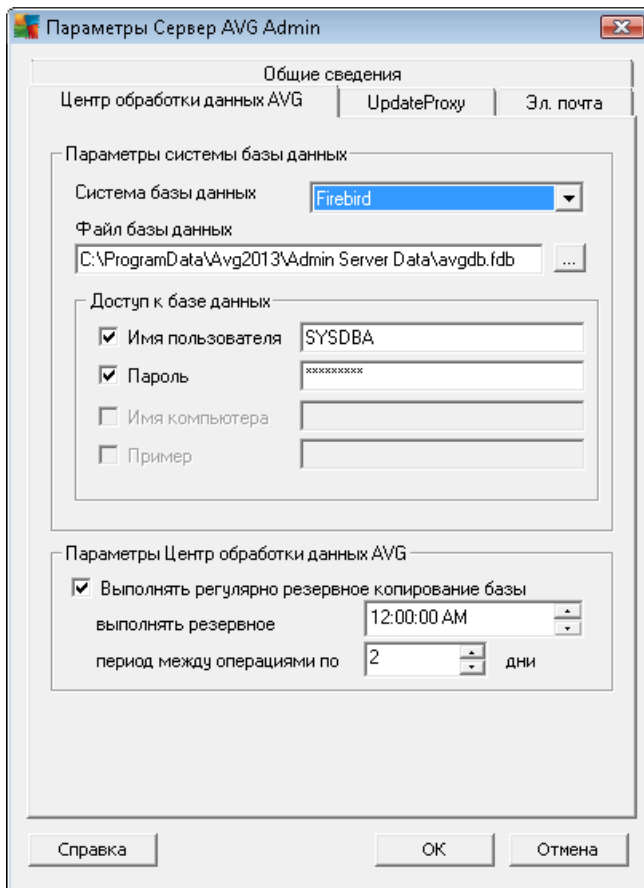 Параметры Сервер AVG Admin
Общие сведения
Центр обработки данных AVG
UpdateProxy
Эл. почта
Параметры системы базы данных
Система базы данных
Firebird
Файл базы данных
C:\ProgramData\Avg2013\Admin Server Data\avgdb.fdb
...
Доступ к базе данных
Имя пользователя
SYSDBA
Пароль
*********
Имя компьютера
Пример
Параметры Центр обработки данных AVG
Выполнять регулярно резервное копирование базы
выполнять резервное
12:00:00 AM
период между операциями по
2
дни
Справка
ОК
Отмена